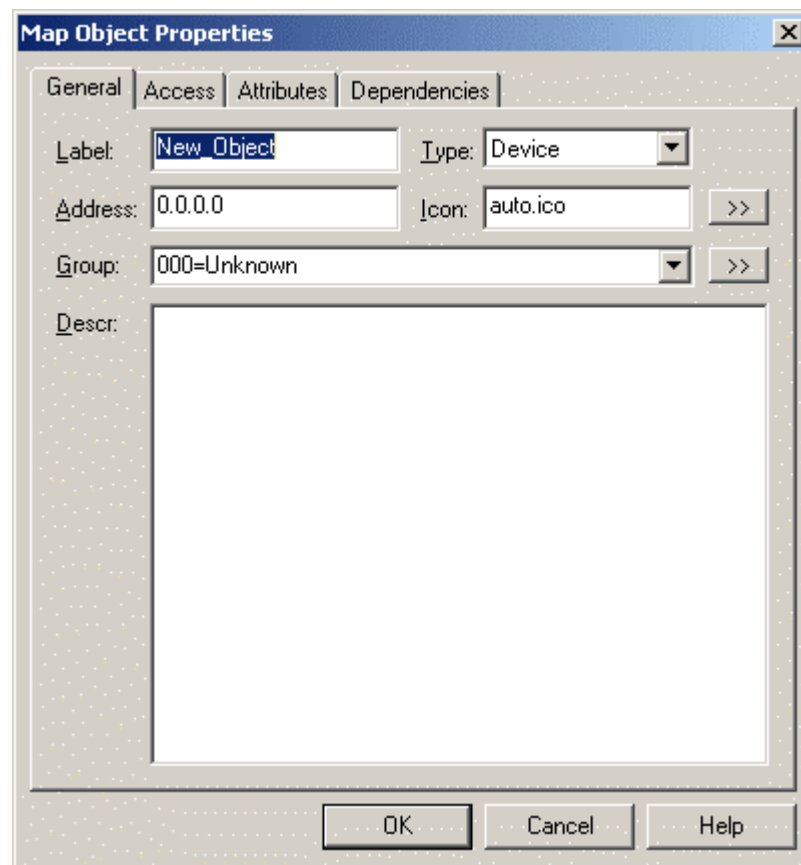 Map Object Properties
General Access Attributes Dependencies
Label: New_Object Type: Device
Address: 0.0.0.0 Icon: auto.ico >>
Group: 000=Unknown >>
Descr:
OK Cancel Help